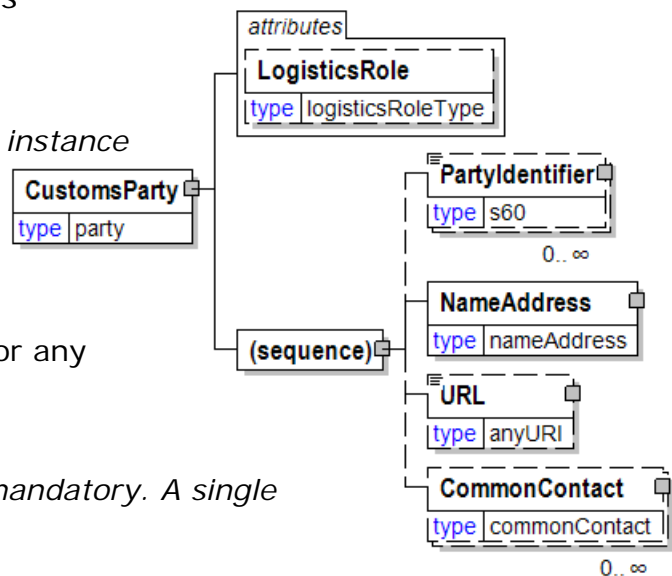 s
attributes
LogisticsRole
type logisticsRoleType
instance
CustomsParty
type party
PartyIdentifier
type s60
0.. ∞
NameAddress
type nameAddress
or any
(sequence)
URL
type anyURI
mandatory. A single
CommonContact
type commonContact
0.. ∞